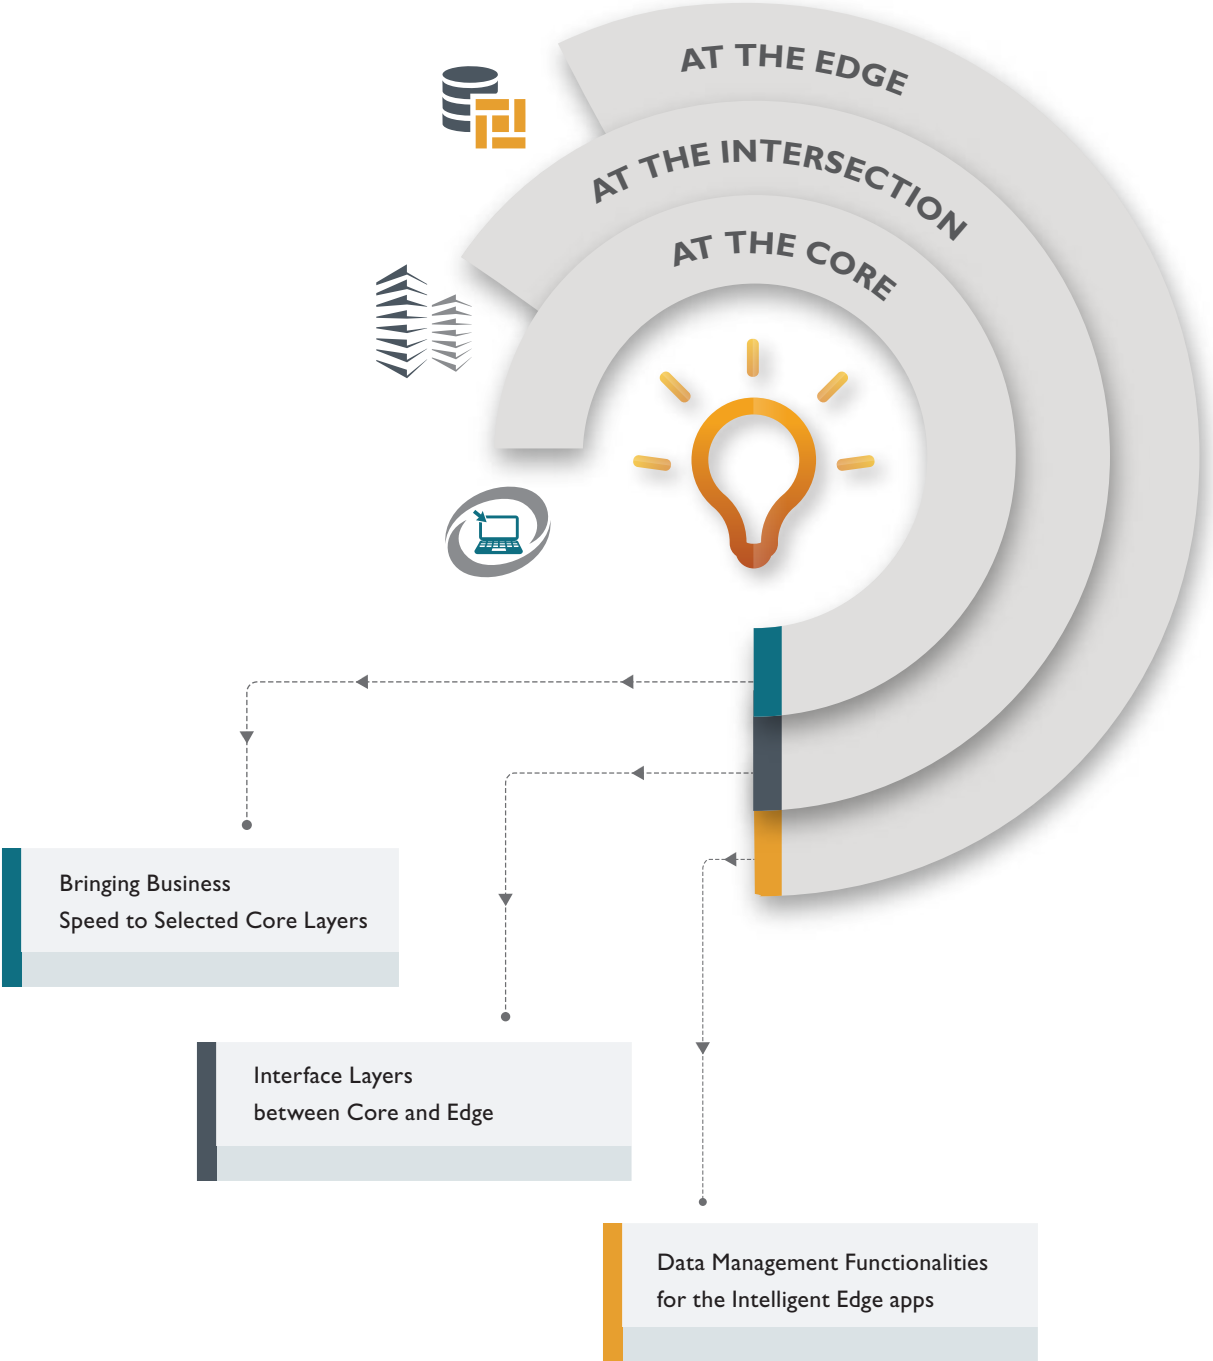 AT THE EDGE
AT THE INTERSECTION
AT THE CORE
Bringing Business
Speed to Selected Core Layers
Interface Layers
between Core and Edge
Data Management Functionalities
for the Intelligent Edge apps